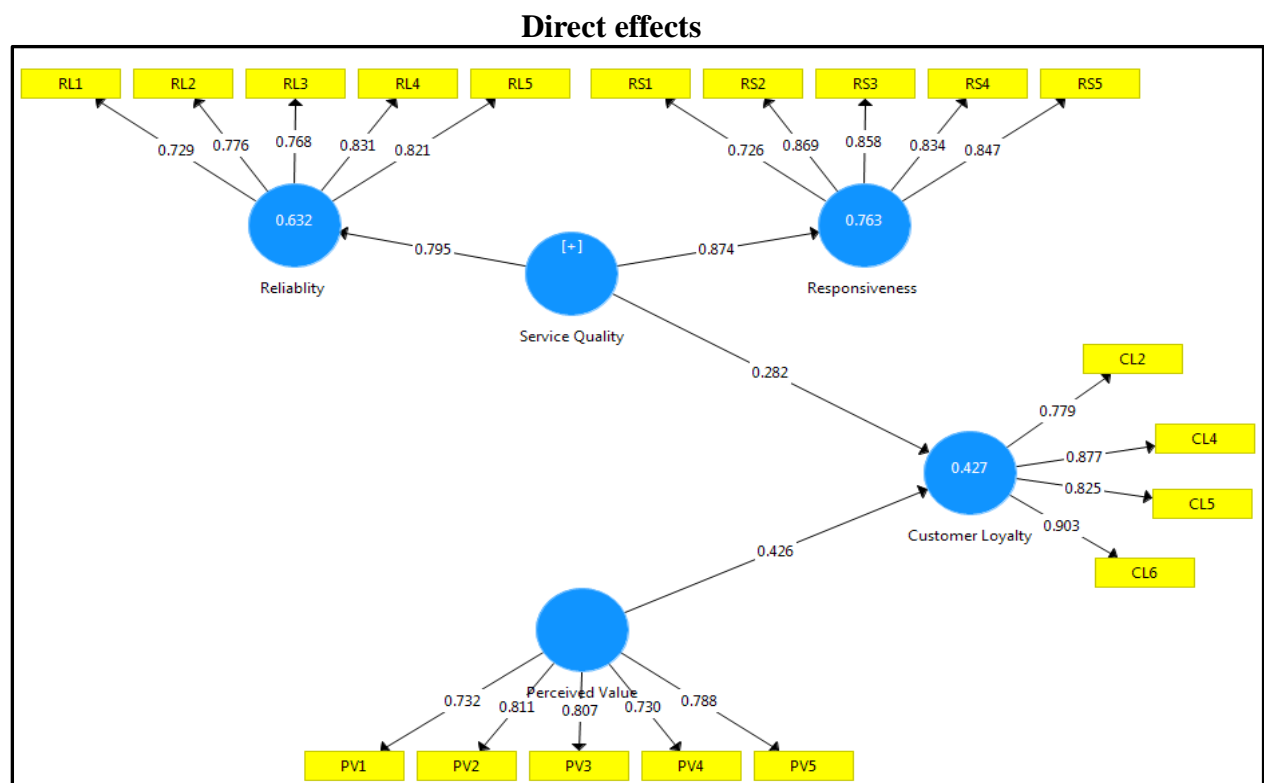 Direct effects
RL1 RL2 RL3 RL4 RL5 RS1 RS2 RS3 RS4 RS5
0.729 0.776 0.768 0.831 0.821 0.726 0.869 0.858 0.834 0.847
0.632 0.763
0.795 [+] 0.874
Reliablity Responsiveness
Service Quality
0.282
CL2
0.779
CL4
0.877
0.427
0.825
CL5
Customer Loyalty
0.903
0.426
CL6
Perceived Value
0.732 0.811 0.807 0.730 0.788
PV1 PV2 PV3 PV4 PV5